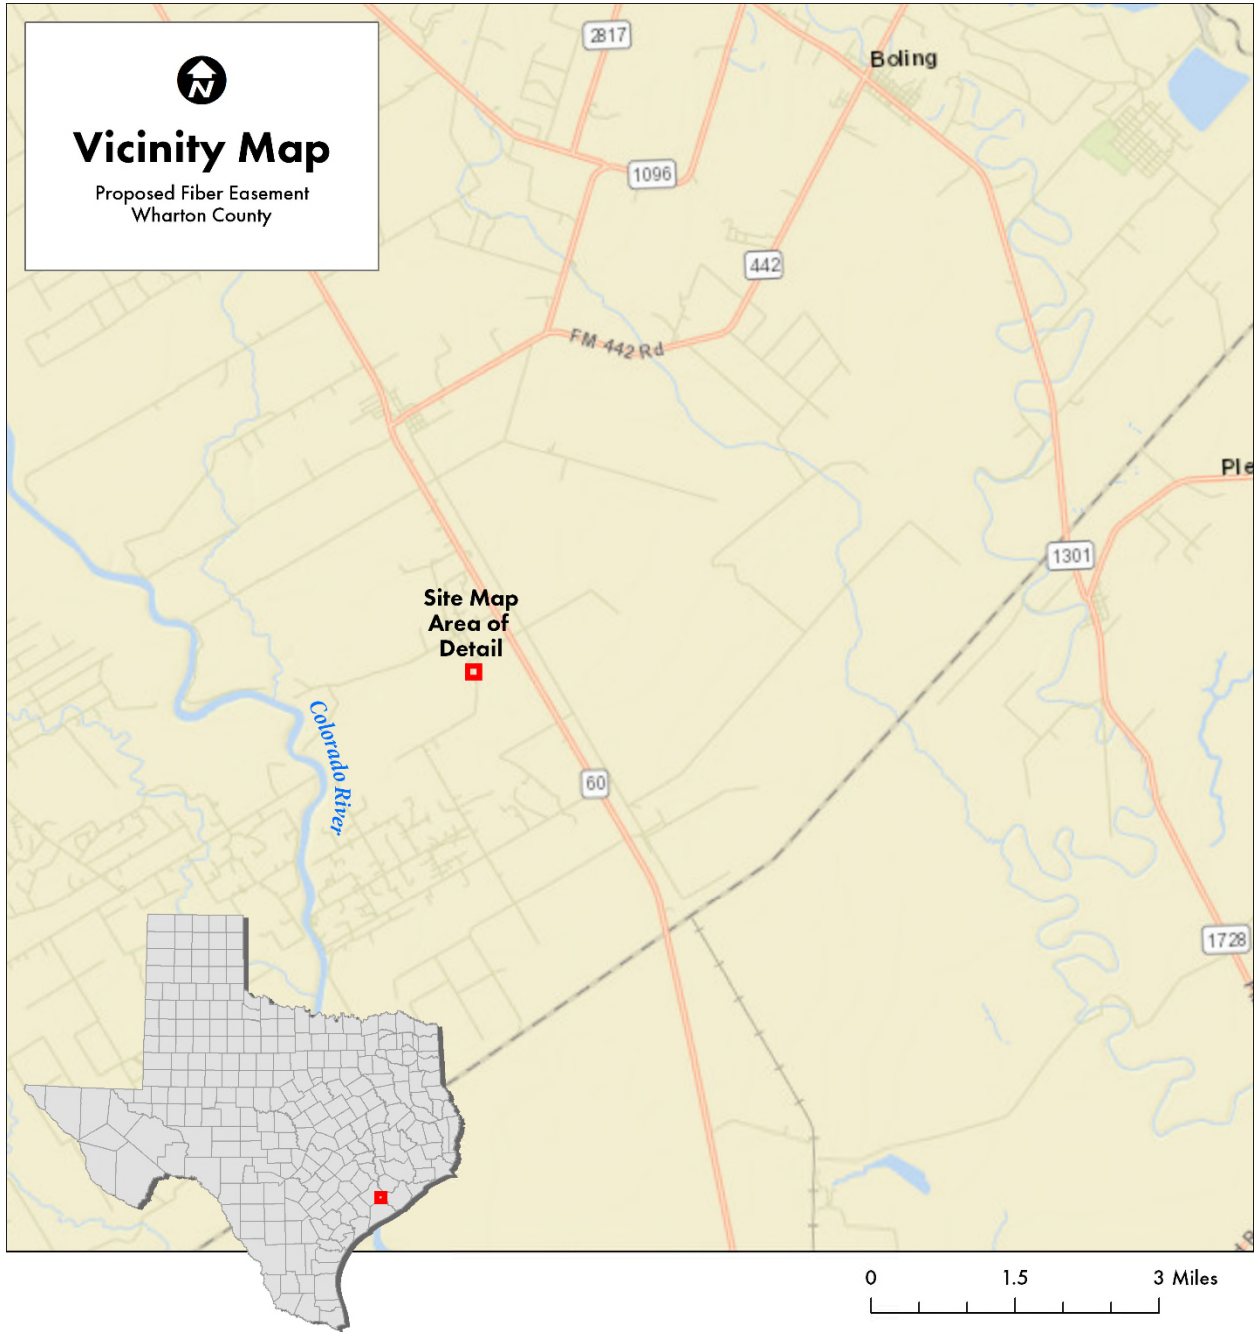 N
Vicinity Map
Proposed Fiber Easement
Wharton County
2817
Boling
1096
442
FM 442 Rd
Ple
1301
Site Map
Area of
Detail
Colorado River
60
1728
0 1.5 3 Miles